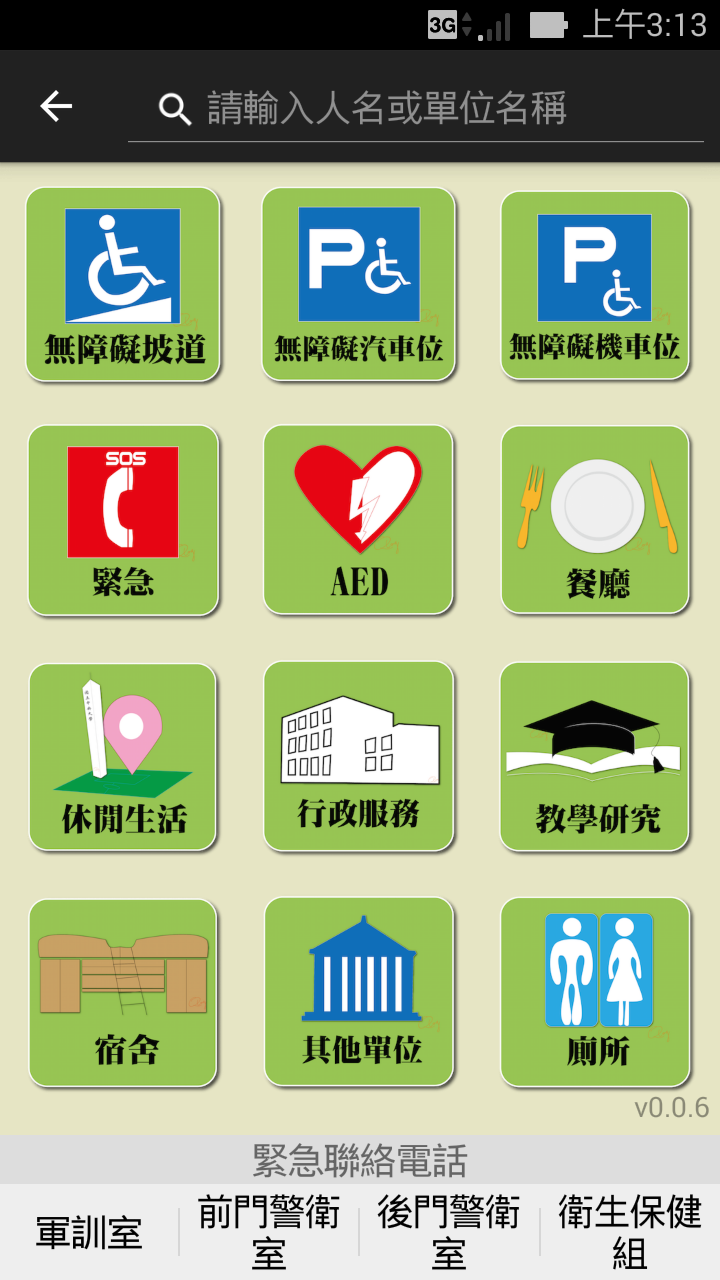 3G 上午3:13
請輸入人名或單位名稱
P P
無障礙坡道 無障礙汽車位 無障礙機車位
SOS
緊急 AED 餐廳
休閒生活 行政服務 教學研究
宿舍 其他單位 廁所
v0.0.6
緊急聯絡電話
軍訓室 前門警衛室 後門警衛室 衛生保健組